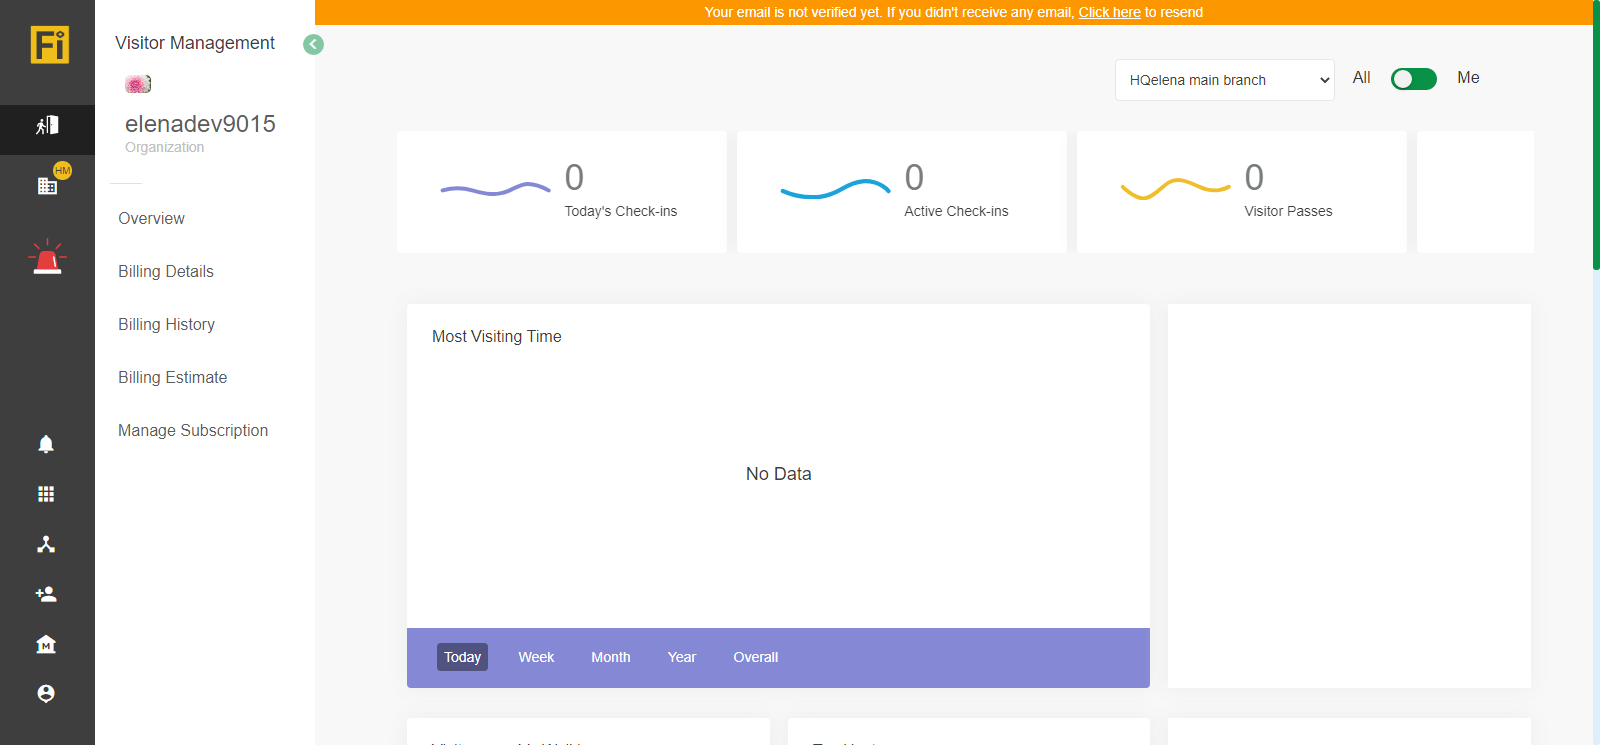 Your email is not verified yet. If you didn't receive any email, Click here to resend
Fi
Visitor Management
HQelena main branch
All
Me
elenadev9015
Organization
HM
0
Today's Check-ins
0
Active Check-ins
0
Visitor Passes
Overview
Billing Details
Billing History
Billing Estimate
Manage Subscription
Most Visiting Time
No Data
M
Today
Week
Month
Year
Overall